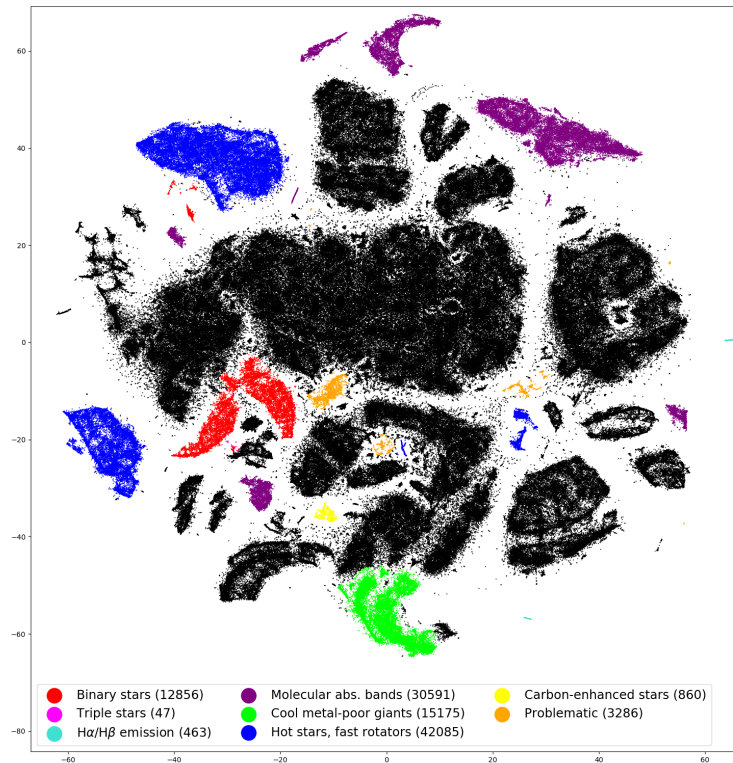 60
40
20
0
−20
−40
−60
−80
Binary stars (12856)
Triple stars (47)
Hα/Hβ emission (463)
Molecular abs. bands (30591)
Cool metal-poor giants (15175)
Hot stars, fast rotators (42085)
Carbon-enhanced stars (860)
Problematic (3286)
−60 −40 −20 0 20 40 60